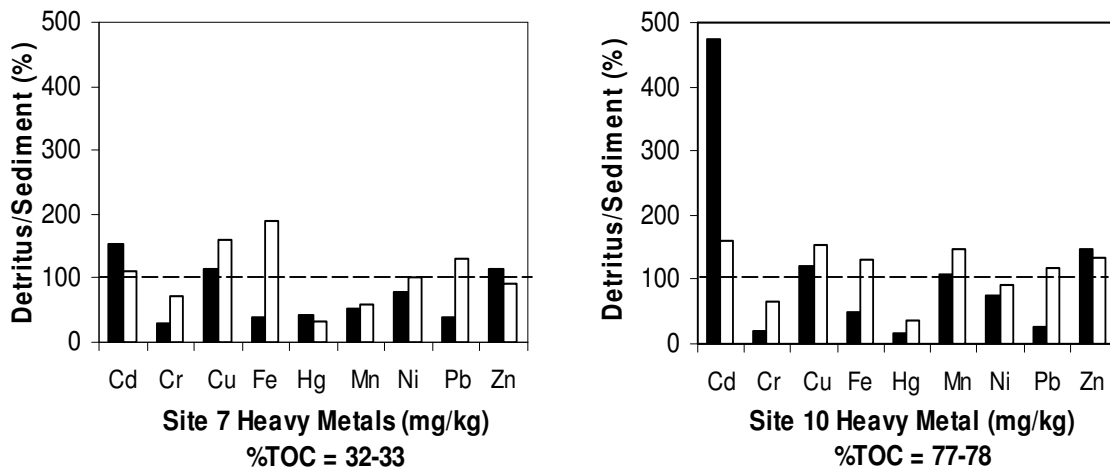 Detritus/Sediment (%)
500
400
300
200
100
0
Cd Cr Cu Fe Hg Mn Ni Pb Zn
Site 7 Heavy Metals (mg/kg)
%TOC = 32-33
Detritus/Sediment (%)
500
400
300
200
100
0
Cd Cr Cu Fe Hg Mn Ni Pb Zn
Site 10 Heavy Metal (mg/kg)
%TOC = 77-78